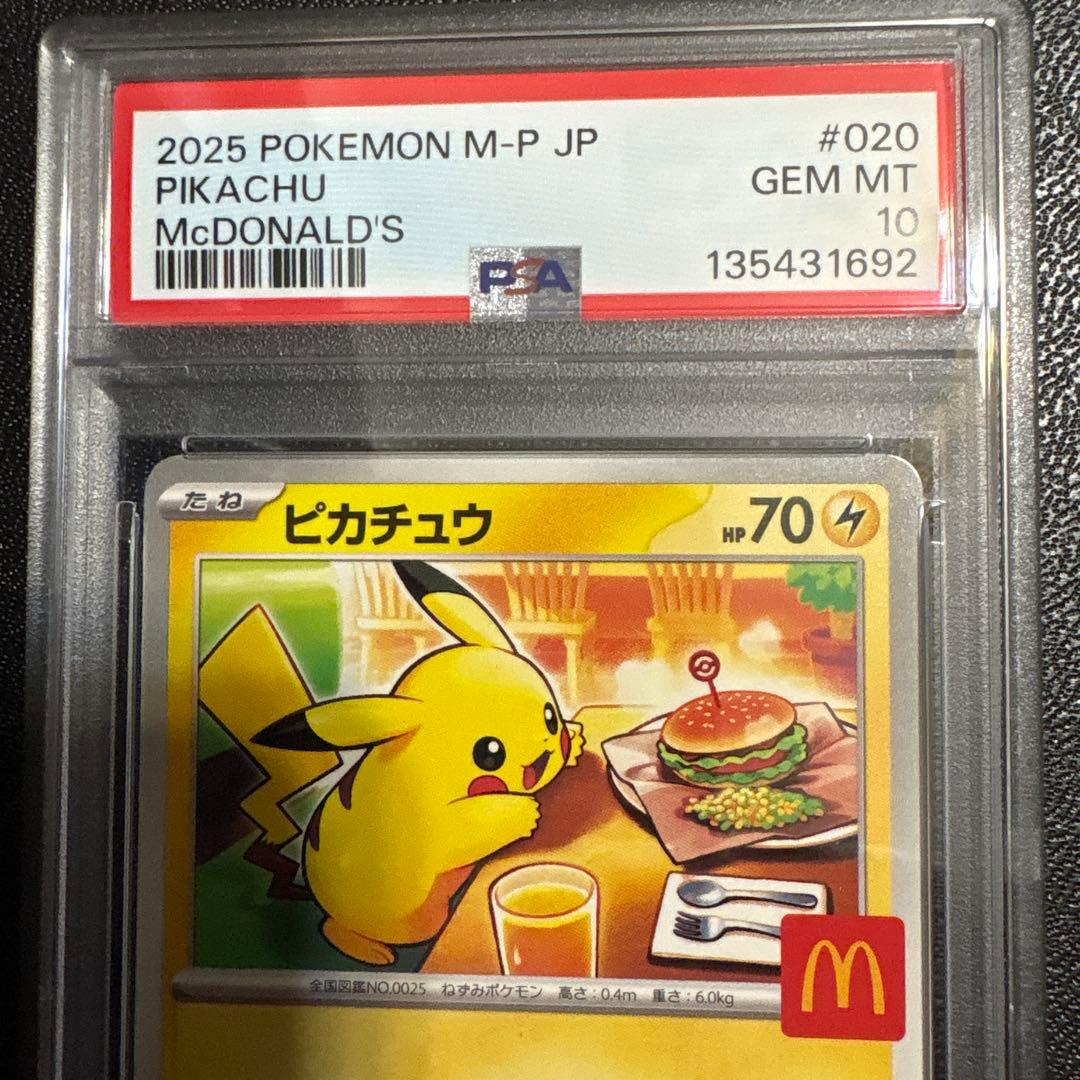 2025 POKEMON M-P JP #020
PIKACHU GEM MT
McDONALD'S 10
135431692
PSA
たね
ピカチュウ HP70
全国図鑑NO.0025 ねずみポケモン 高さ:0.4m 重さ:6.0kg
M